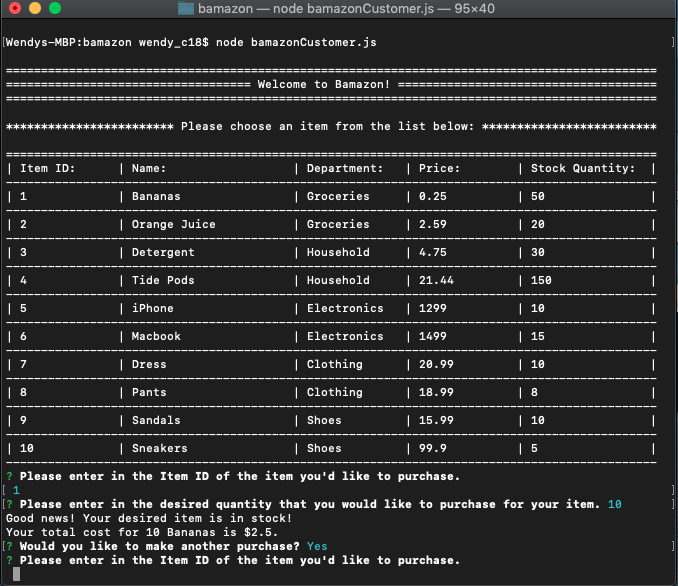 bamazon — node bamazonCustomer.js — 95×40
[Wendys-MBP:bamazon wendy_c18$ node bamazonCustomer.js ]
=============================================================================================
=================================== Welcome to Bamazon! =====================================
=============================================================================================
************************ Please choose an item from the list below: *************************
=============================================================================================
| Item ID: | Name: | Department: | Price: | Stock Quantity: |
| 1 | Bananas | Groceries | 0.25 | 50 |
| 2 | Orange Juice | Groceries | 2.59 | 20 |
| 3 | Detergent | Household | 4.75 | 30 |
| 4 | Tide Pods | Household | 21.44 | 150 |
| 5 | iPhone | Electronics | 1299 | 10 |
| 6 | Macbook | Electronics | 1499 | 15 |
| 7 | Dress | Clothing | 20.99 | 10 |
| 8 | Pants | Clothing | 18.99 | 8 |
| 9 | Sandals | Shoes | 15.99 | 10 |
| 10 | Sneakers | Shoes | 99.9 | 5 |
? Please enter in the Item ID of the item you'd like to purchase.
[ 1 ]
[? Please enter in the desired quantity that you would like to purchase for your item. 10 ]
Good news! Your desired item is in stock!
Your total cost for 10 Bananas is $2.5.
[? Would you like to make another purchase? Yes ]
? Please enter in the Item ID of the item you'd like to purchase.